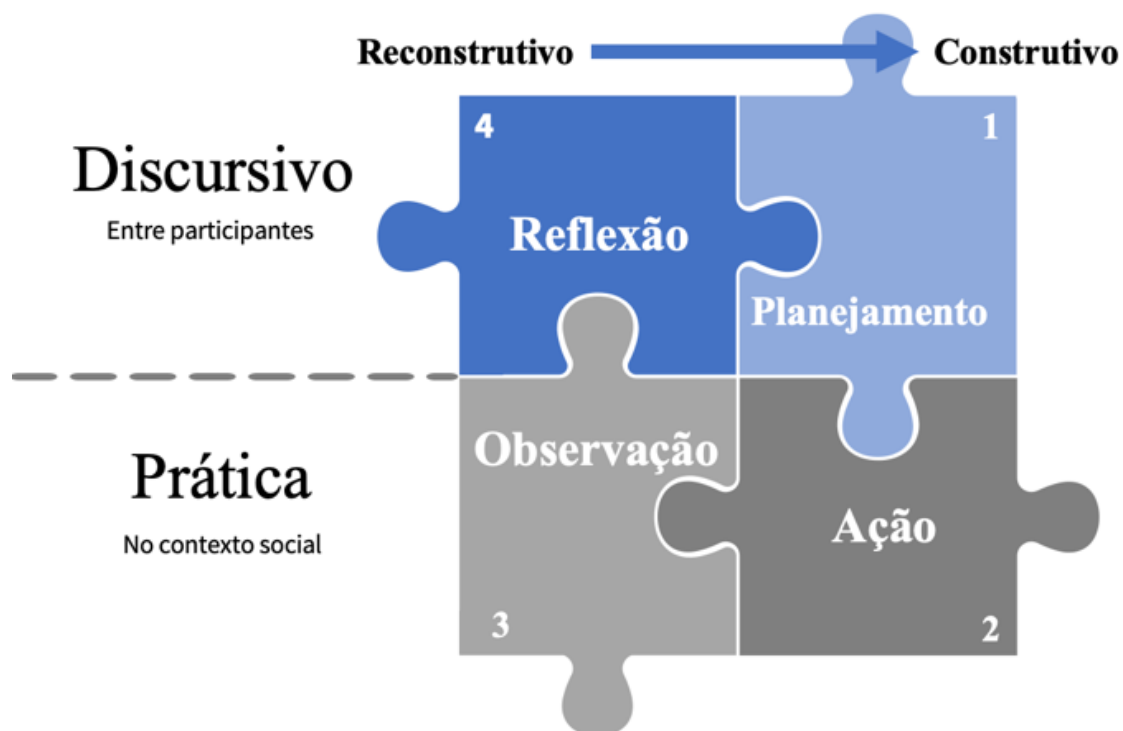 Reconstrutivo
Construtivo
4
1
Discursivo
Entre participantes
Reflexão
Planejamento
Prática
No contexto social
Observação
Ação
3
2